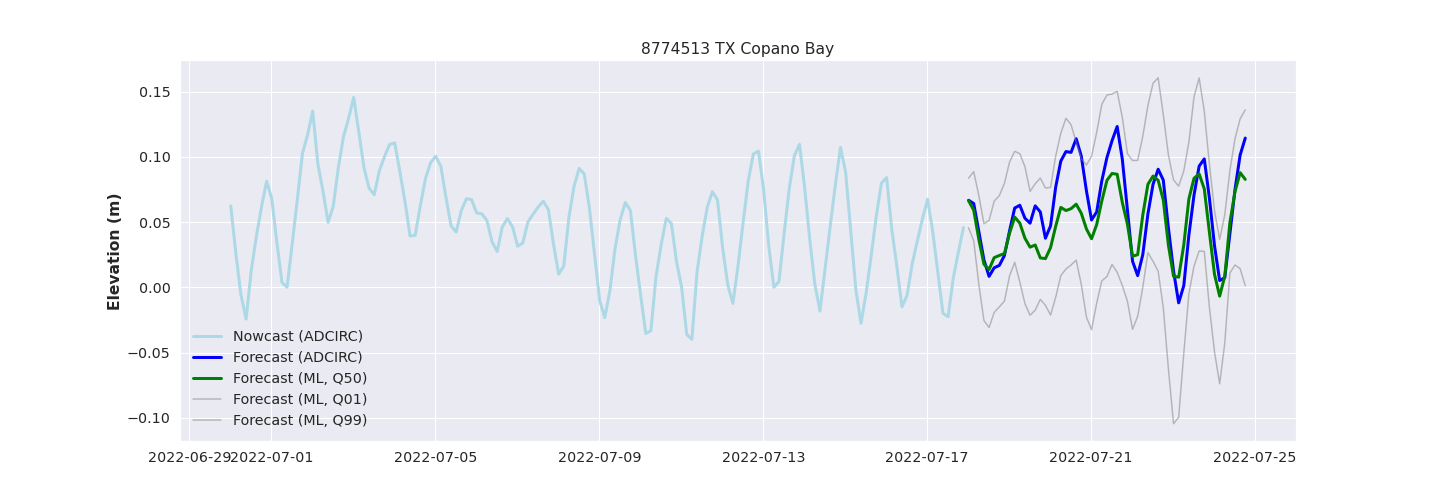 8774513 TX Copano Bay
Elevation (m)
0.15
0.10
0.05
0.00
−0.05
−0.10
Nowcast (ADCIRC)
Forecast (ADCIRC)
Forecast (ML, Q50)
Forecast (ML, Q01)
Forecast (ML, Q99)
2022-06-29 2022-07-01 2022-07-05 2022-07-09 2022-07-13 2022-07-17 2022-07-21 2022-07-25